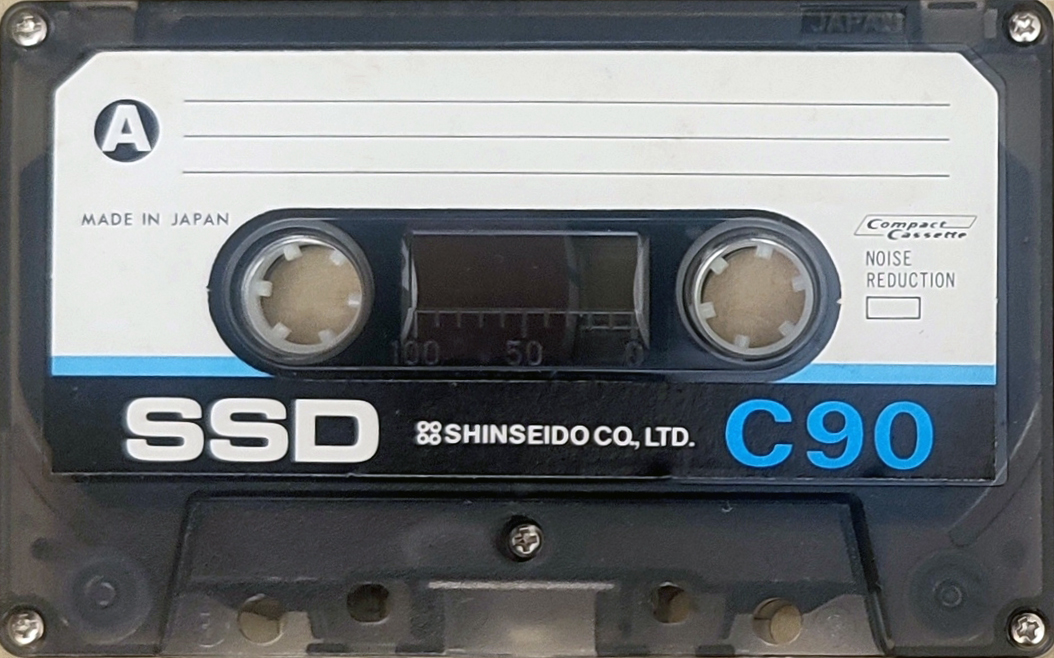 JAPAN
A
MADE IN JAPAN
Compact
Cassette
NOISE
REDUCTION
100 50 0
SSD SHINSEIDO CO., LTD. C90